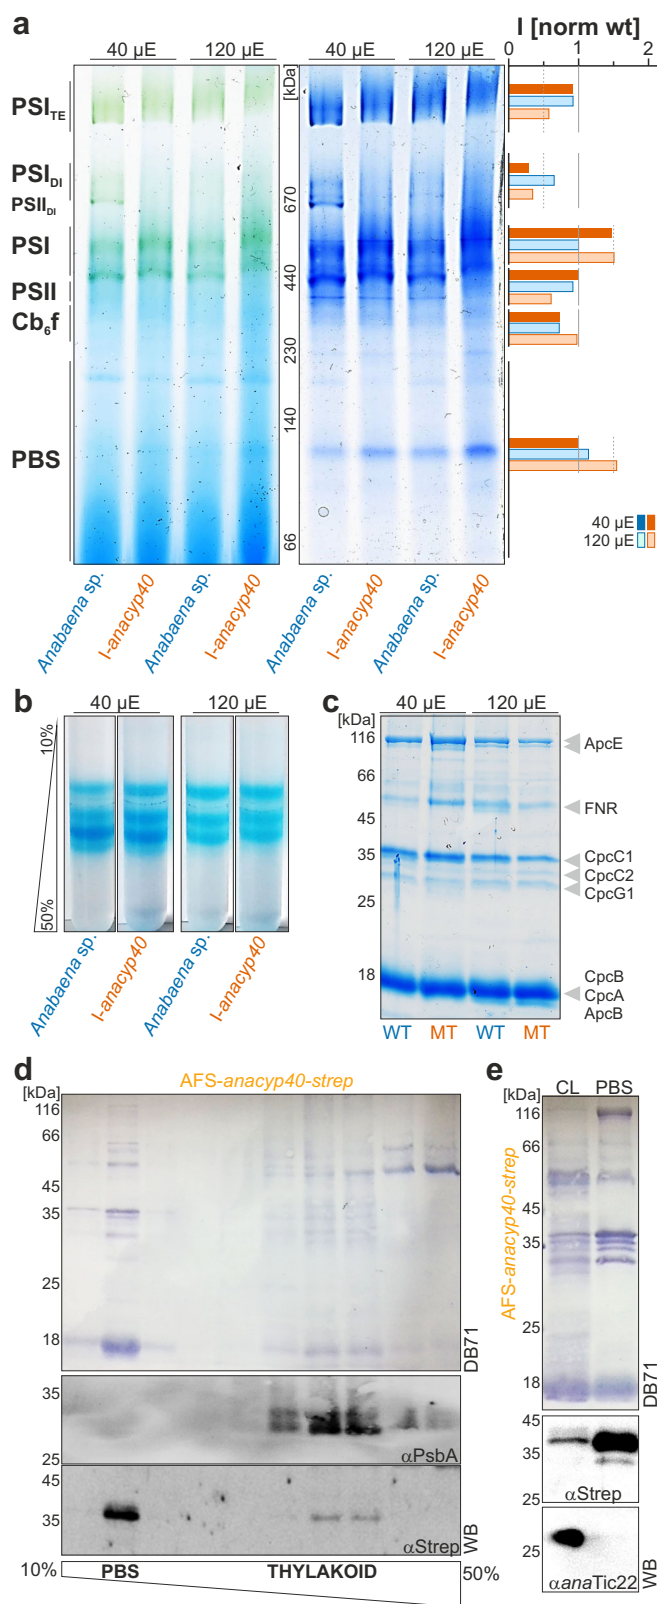 a
I [norm wt]
40 µE
120 µE
40 µE
120 µE
0
1
2
[kDa]
PSI_TE
PSI_DI
PSII_DI
PSI
PSII
Cb₆f
PBS
670
440
230
140
66
40 µE
120 µE
Anabaena sp.
I-anacyp40
Anabaena sp.
I-anacyp40
Anabaena sp.
I-anacyp40
Anabaena sp.
I-anacyp40
b
40 µE
120 µE
10%
50%
Anabaena sp.
I-anacyp40
Anabaena sp.
I-anacyp40
c
40 µE
120 µE
[kDa]
116
66
45
35
25
18
ApcE
FNR
CpcC1
CpcC2
CpcG1
CpcB
CpcA
ApcB
WT
MT
WT
MT
d
AFS-anacyp40-strep
[kDa]
116
66
45
35
25
18
DB71
35
25
αPsbA
45
35
αStrep
WB
10%
PBS
THYLAKOID
50%
e
CL
PBS
[kDa]
116
66
45
35
25
18
AFS-anacyp40-strep
DB71
45
35
25
αStrep
25
αanaTic22
WB